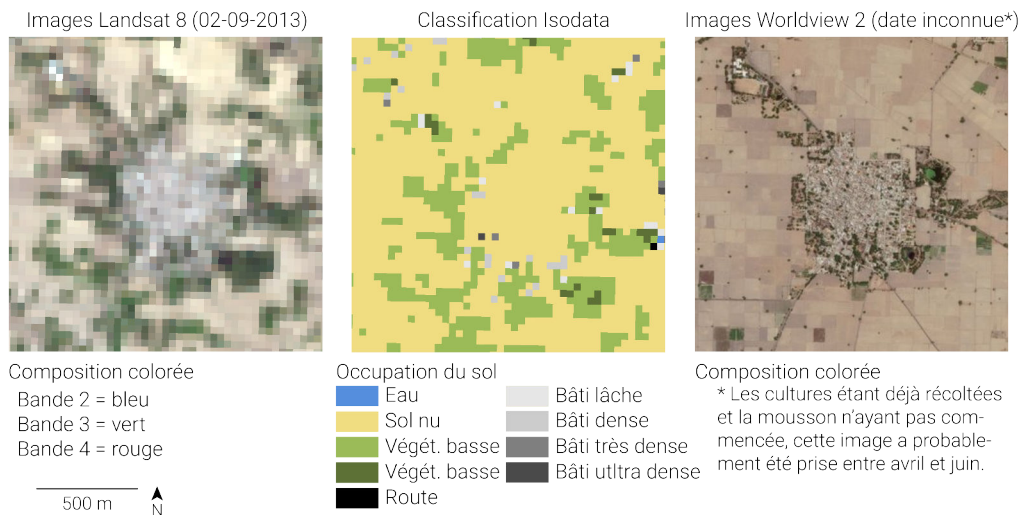 Images Landsat 8 (02-09-2013)
Classification Isodata
Images Worldview 2 (date inconnue*)
Composition colorée
Bande 2 = bleu
Bande 3 = vert
Bande 4 = rouge
500 m
N
Occupation du sol
Eau
Sol nu
Végét. basse
Végét. basse
Route
Bâti lâche
Bâti dense
Bâti très dense
Bâti utltra dense
Composition colorée
* Les cultures étant déjà récoltées
et la mousson n'ayant pas com-
mencée, cette image a probable-
ment été prise entre avril et juin.